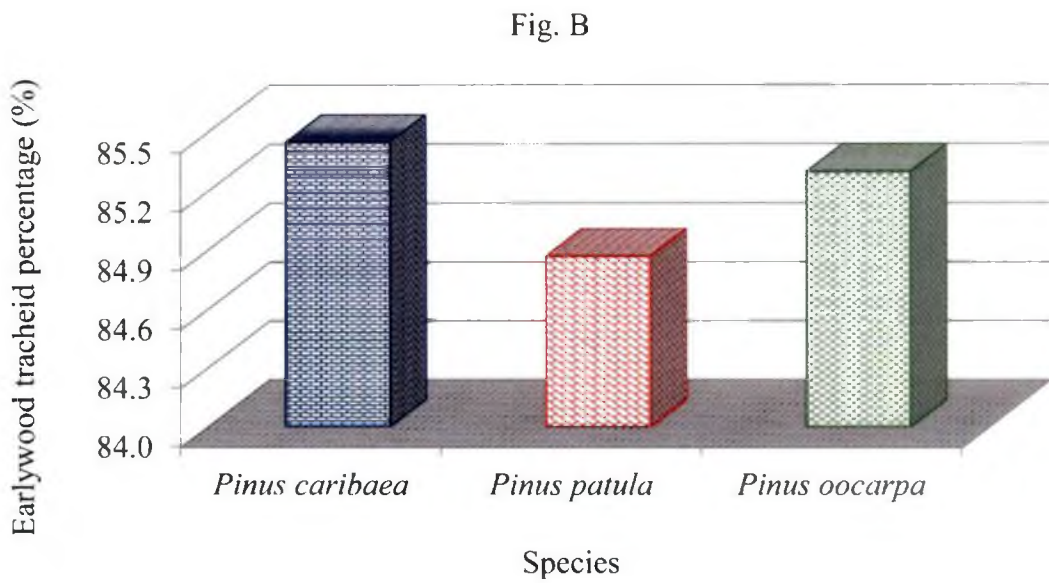 Fig. B
Earlywood tracheid percentage (%)
85.5
85.2
84.9
84.6
84.3
84.0
Pinus caribaea Pinus patula Pinus oocarpa
Species